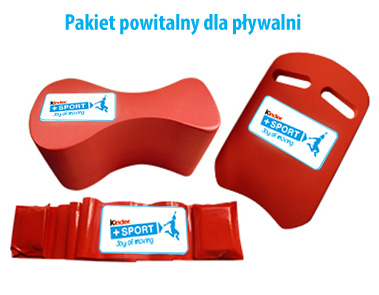 Pakiet powitalny dla pływalni
Kinder
+SPORT
Joy of moving
Kinder
+SPORT
Joy of moving
Kinder
+SPORT
Joy of moving